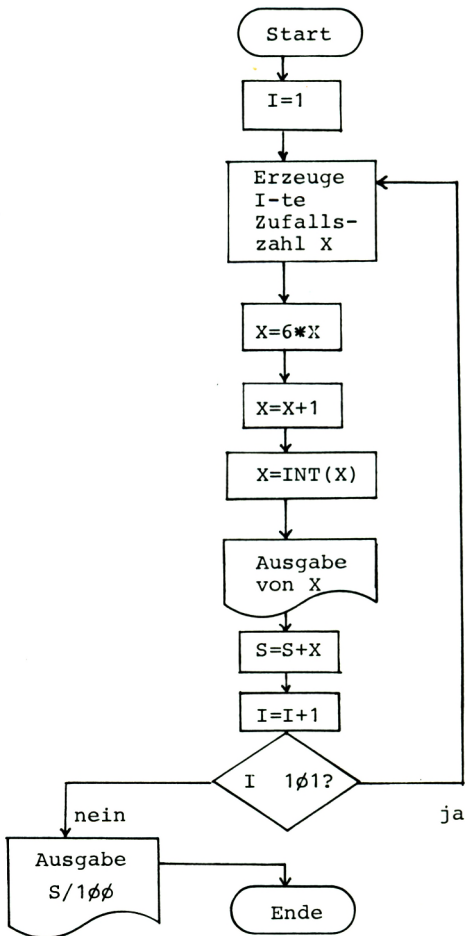 Start
I=1
Erzeuge
I-te
Zufalls-
zahl X
X=6*X
X=X+1
X=INT(X)
Ausgabe
von X
S=S+X
I=I+1
I 1ø1?
nein
ja
Ausgabe
S/1øø
Ende